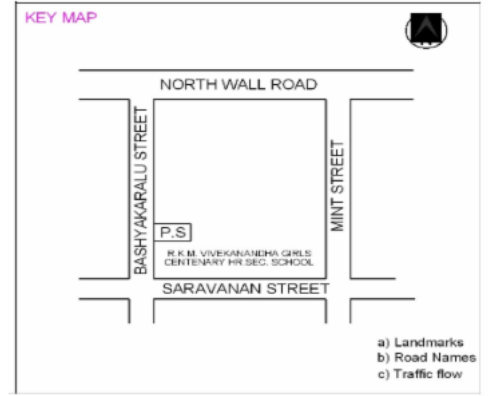 KEY MAP
NORTH WALL ROAD
BASHYAKARALU STREET
MINT STREET
P.S
R.K.M. VIVEKANANDHA GIRLS
CENTENARY HR.SEC. SCHOOL
SARAVANAN STREET
a) Landmarks
b) Road Names
c) Traffic flow